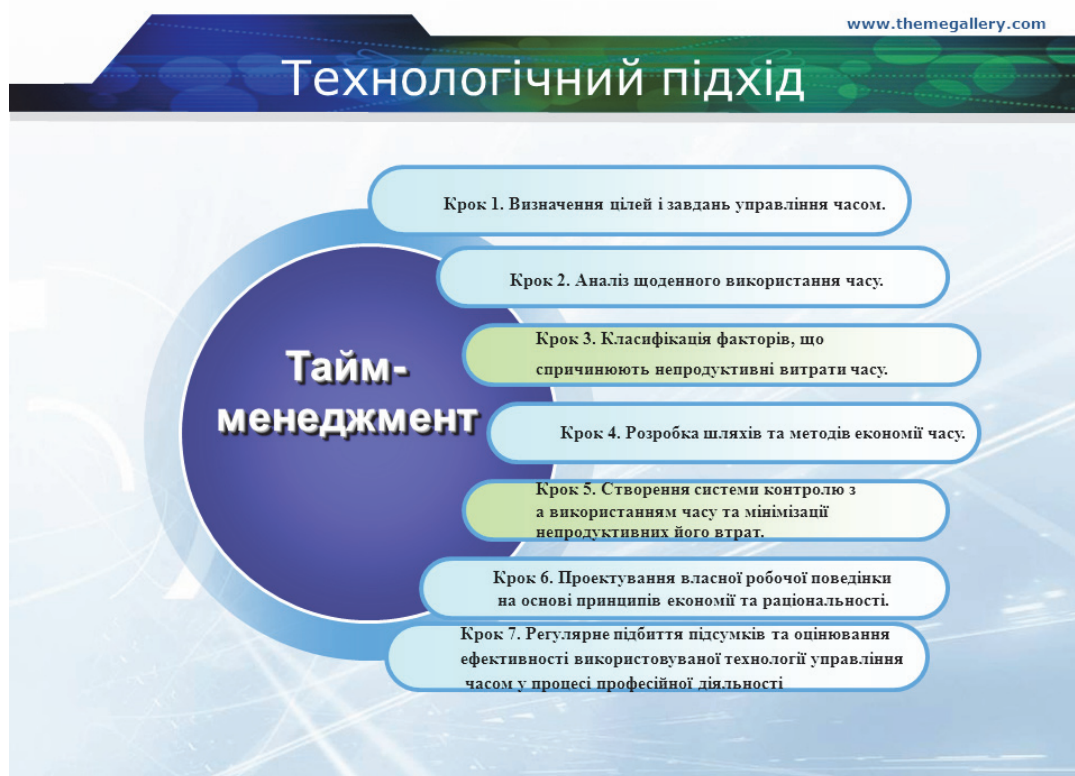 www.themegallery.com
Технологічний підхід
Крок 1. Визначення цілей і завдань управління часом.
Крок 2. Аналіз щоденного використання часу.
Крок 3. Класифікація факторів, що
спричинюють непродуктивні витрати часу.
Тайм-
менеджмент
Крок 4. Розробка шляхів та методів економії часу.
Крок 5. Створення системи контролю з
а використанням часу та мінімізації
непродуктивних його втрат.
Крок 6. Проектування власної робочої поведінки
на основі принципів економії та раціональності.
Крок 7. Регулярне підбиття підсумків та оцінювання
ефективності використовуваної технології управління
часом у процесі професійної діяльності